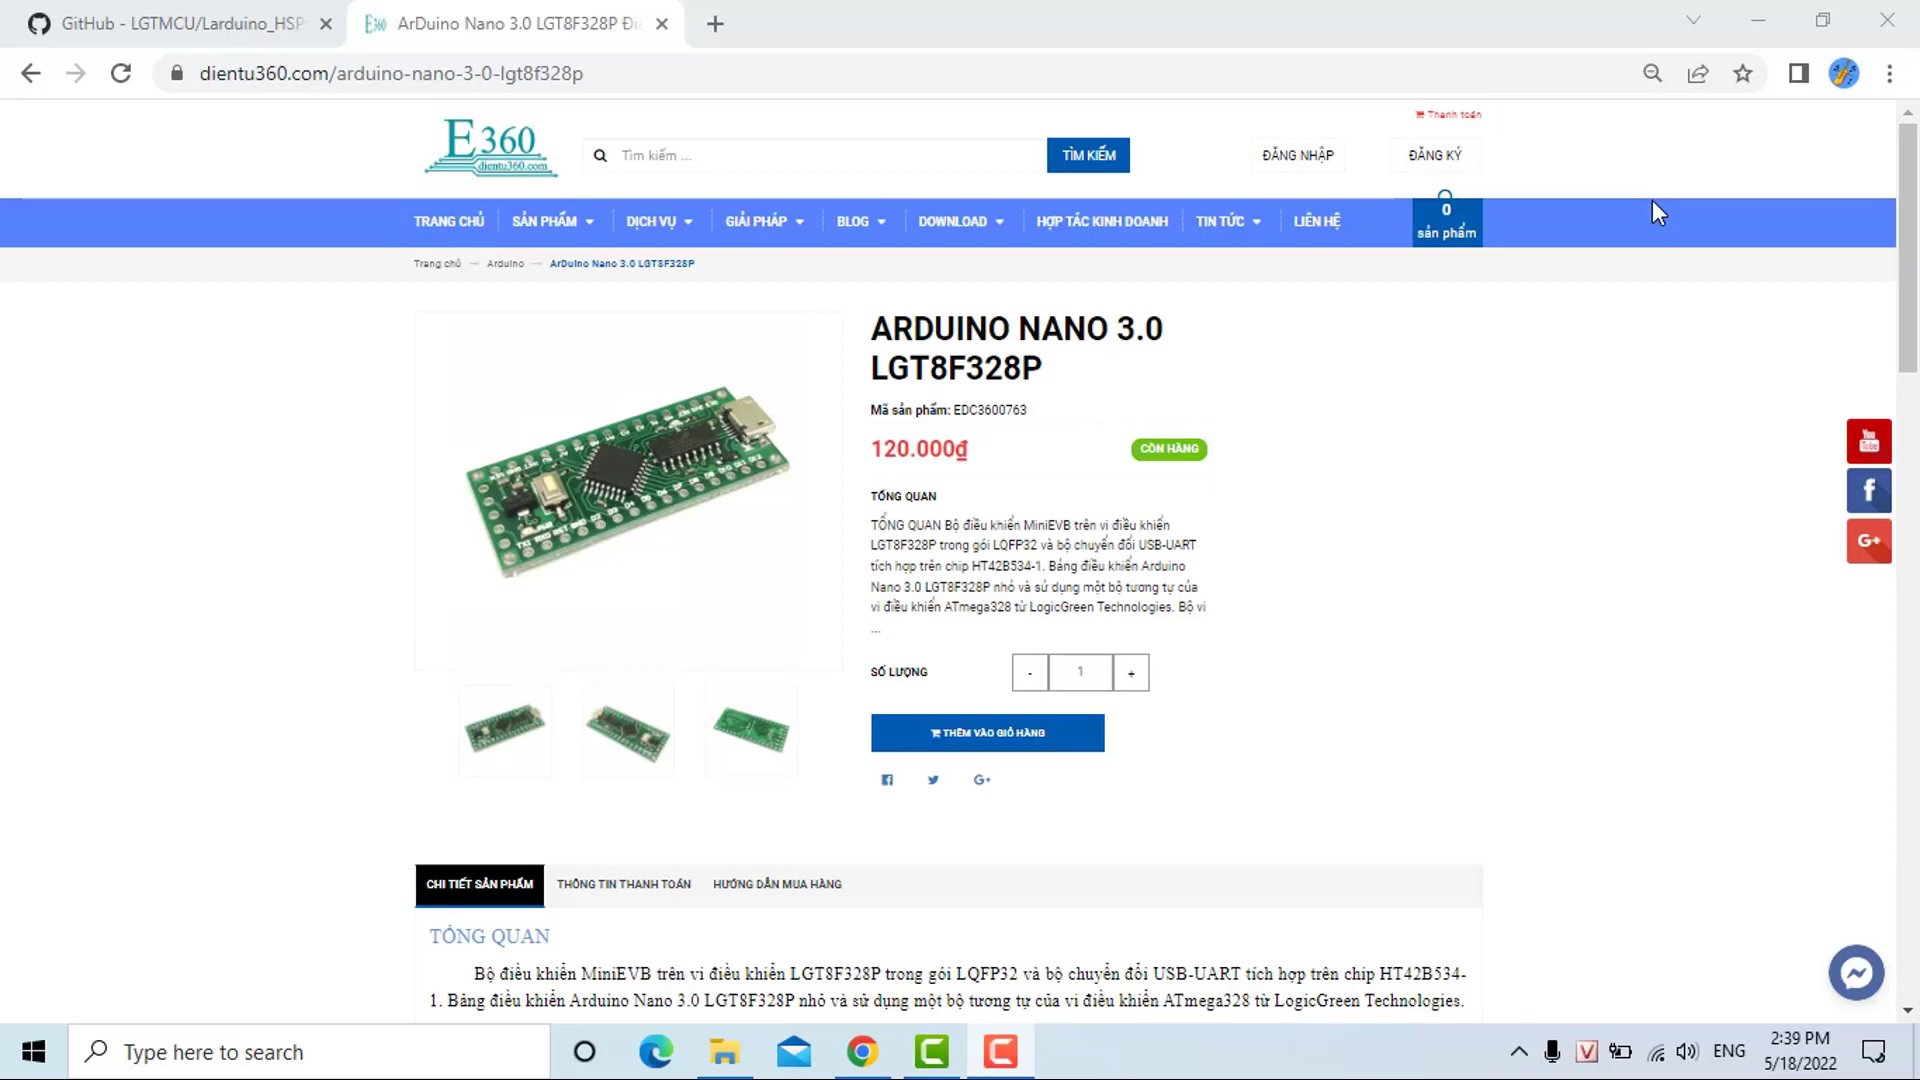 GitHub - LGTMCU/Larduino_HSP
ArDuino Nano 3.0 LGT8F328P Đi
dientu360.com/arduino-nano-3-0-lgt8f328p
Thanh toán
E360
dientu360.com
Tìm kiếm ...
TÌM KIẾM
ĐĂNG NHẬP
ĐĂNG KÝ
TRANG CHỦ
SẢN PHẨM
DỊCH VỤ
GIẢI PHÁP
BLOG
DOWNLOAD
HỢP TÁC KINH DOANH
TIN TỨC
LIÊN HỆ
0
sản phẩm
Trang chủ
Arduino
ArDuino Nano 3.0 LGT8F328P
ARDUINO NANO 3.0
LGT8F328P
Mã sản phẩm: EDC3600763
120.000₫
CÒN HÀNG
TỔNG QUAN
TỔNG QUAN Bộ điều khiển MiniEVB trên vi điều khiển
LGT8F328P trong gói LQFP32 và bộ chuyển đổi USB-UART
tích hợp trên chip HT42B534-1. Bảng điều khiển Arduino
Nano 3.0 LGT8F328P nhỏ và sử dụng một bộ tương tự của
vi điều khiển ATmega328 từ LogicGreen Technologies. Bộ vi
...
SỐ LƯỢNG
-
1
+
THÊM VÀO GIỎ HÀNG
G+
You
Tube
f
G+
CHI TIẾT SẢN PHẨM
THÔNG TIN THANH TOÁN
HƯỚNG DẪN MUA HÀNG
TỔNG QUAN
Bộ điều khiển MiniEVB trên vi điều khiển LGT8F328P trong gói LQFP32 và bộ chuyển đổi USB-UART tích hợp trên chip HT42B534-
1. Bảng điều khiển Arduino Nano 3.0 LGT8F328P nhỏ và sử dụng một bộ tương tự của vi điều khiển ATmega328 từ LogicGreen Technologies.
Type here to search
ENG
2:39 PM
5/18/2022